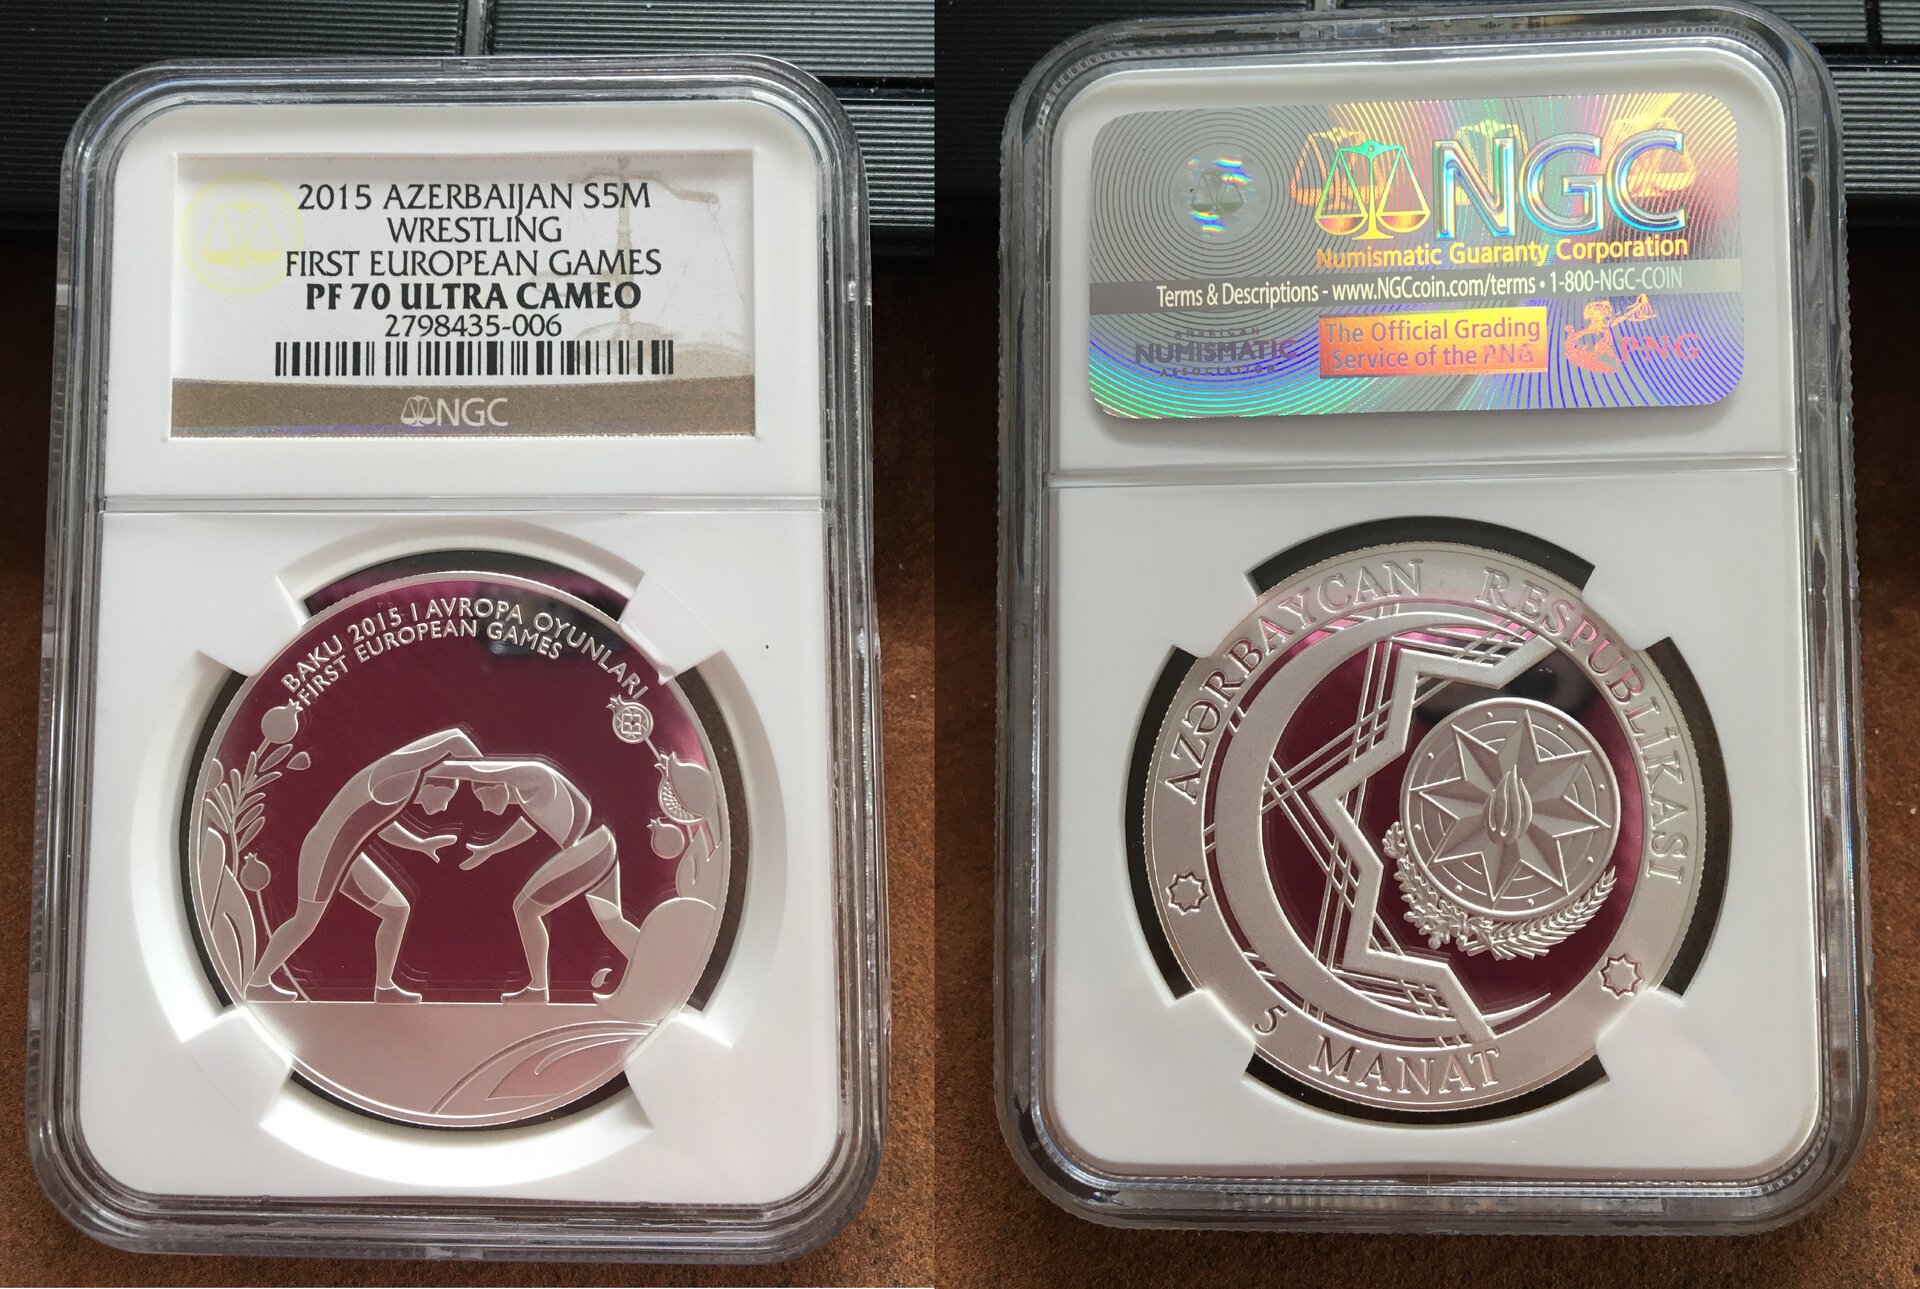 2015 AZERBAIJAN S5M
WRESTLING
FIRST EUROPEAN GAMES
PF 70 ULTRA CAMEO
2798435-006
NGC
BAKU 2015 I AVROPA OYUNLARI
FIRST EUROPEAN GAMES
NGC
Numismatic Guaranty Corporation
Terms & Descriptions - www.NGCcoin.com/terms • 1-800-NGC-COIN
AMERICAN
NUMISMATIC
ASSOCIATION
The Official Grading
Service of the PNG
PNG
AZƏRBAYCAN RESPUBLİKASI
5 MANAT